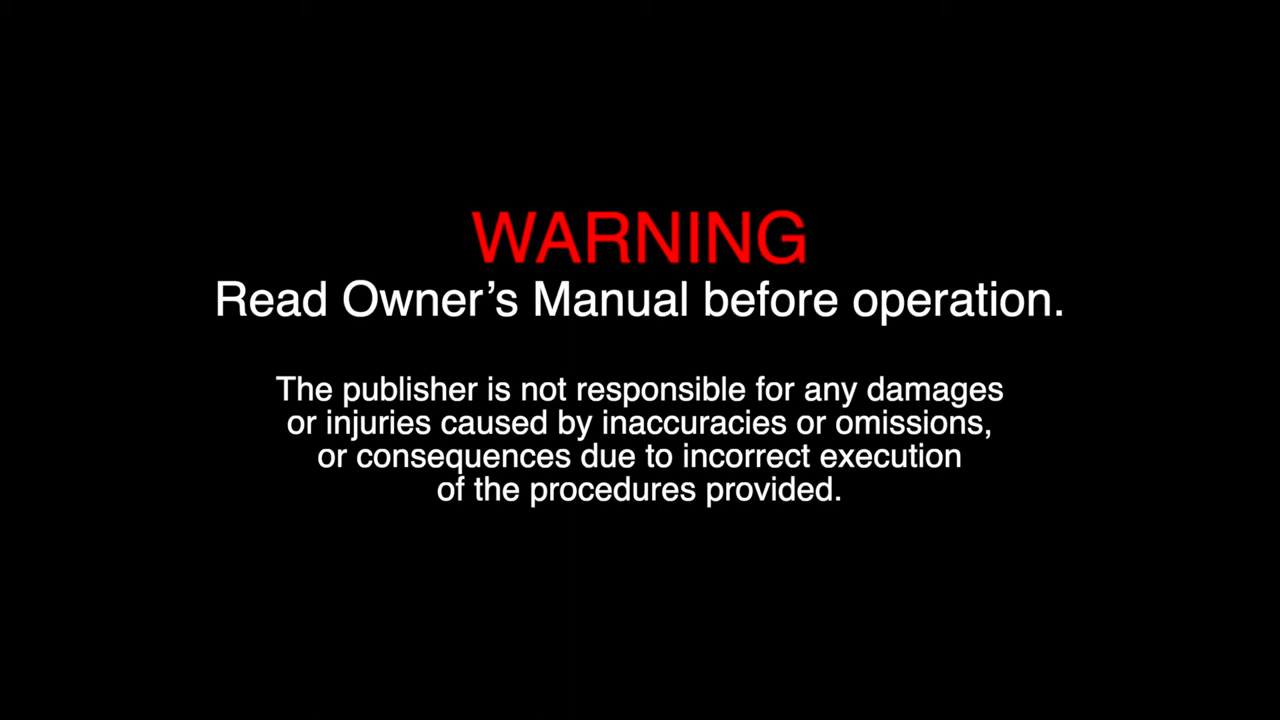 WARNING
Read Owner’s Manual before operation.
The publisher is not responsible for any damages
or injuries caused by inaccuracies or omissions,
or consequences due to incorrect execution
of the procedures provided.